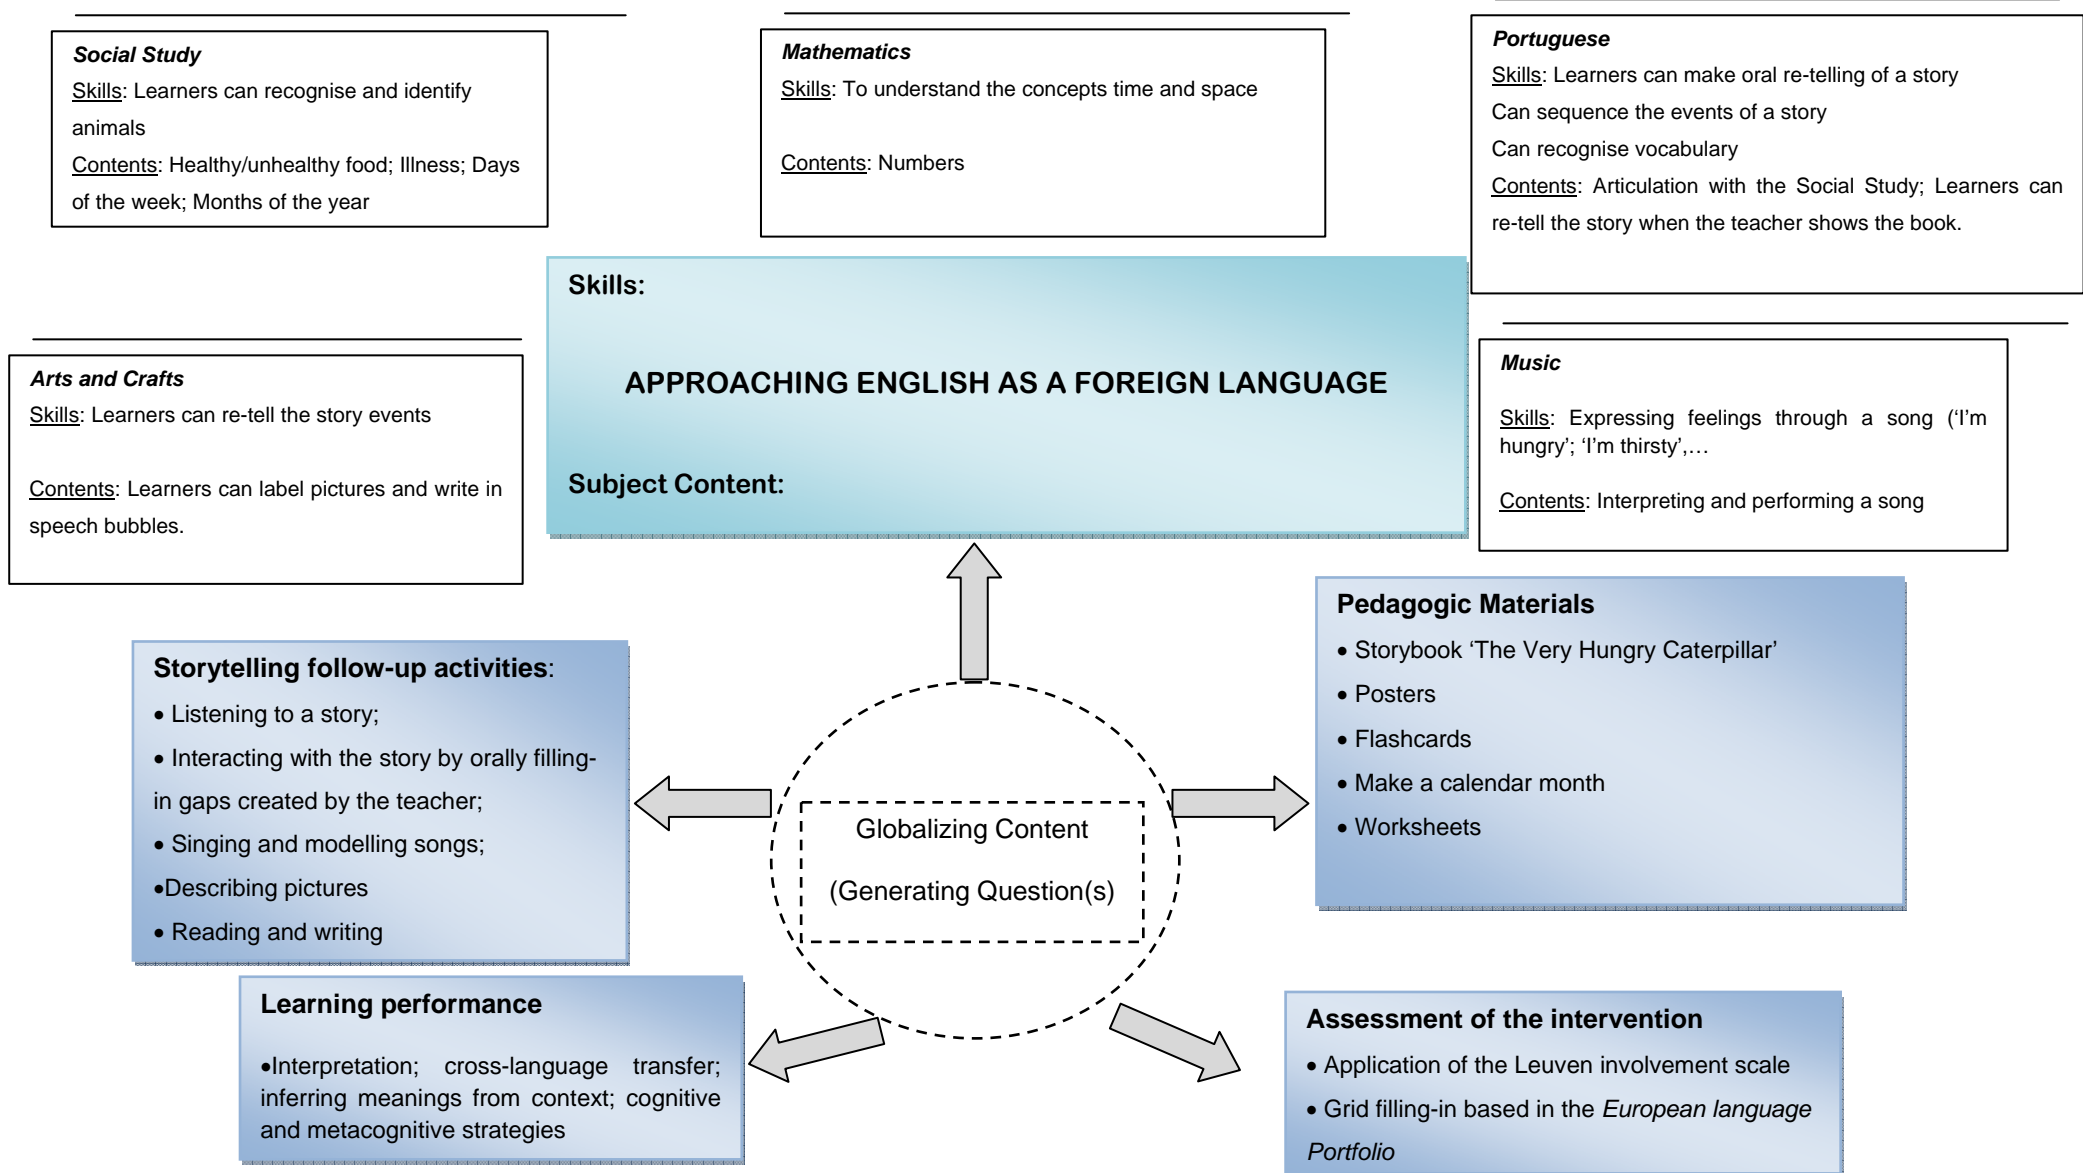 Social Study
Skills: Learners can recognise and identify
animals
Contents: Healthy/unhealthy food; Illness; Days
of the week; Months of the year
Mathematics
Skills: To understand the concepts time and space
Contents: Numbers
Portuguese
Skills: Learners can make oral re-telling of a story
Can sequence the events of a story
Can recognise vocabulary
Contents: Articulation with the Social Study; Learners can
re-tell the story when the teacher shows the book.
Skills:
APPROACHING ENGLISH AS A FOREIGN LANGUAGE
Subject Content:
Arts and Crafts
Skills: Learners can re-tell the story events
Contents: Learners can label pictures and write in
speech bubbles.
Music
Skills: Expressing feelings through a song (‘I’m
hungry’; ‘I’m thirsty’,…
Contents: Interpreting and performing a song
Storytelling follow-up activities:
• Listening to a story;
• Interacting with the story by orally filling-
in gaps created by the teacher;
• Singing and modelling songs;
•Describing pictures
• Reading and writing
Globalizing Content
(Generating Question(s)
Pedagogic Materials
• Storybook ‘The Very Hungry Caterpillar’
• Posters
• Flashcards
• Make a calendar month
• Worksheets
Learning performance
•Interpretation; cross-language transfer;
inferring meanings from context; cognitive
and metacognitive strategies
Assessment of the intervention
• Application of the Leuven involvement scale
• Grid filling-in based in the European language
Portfolio